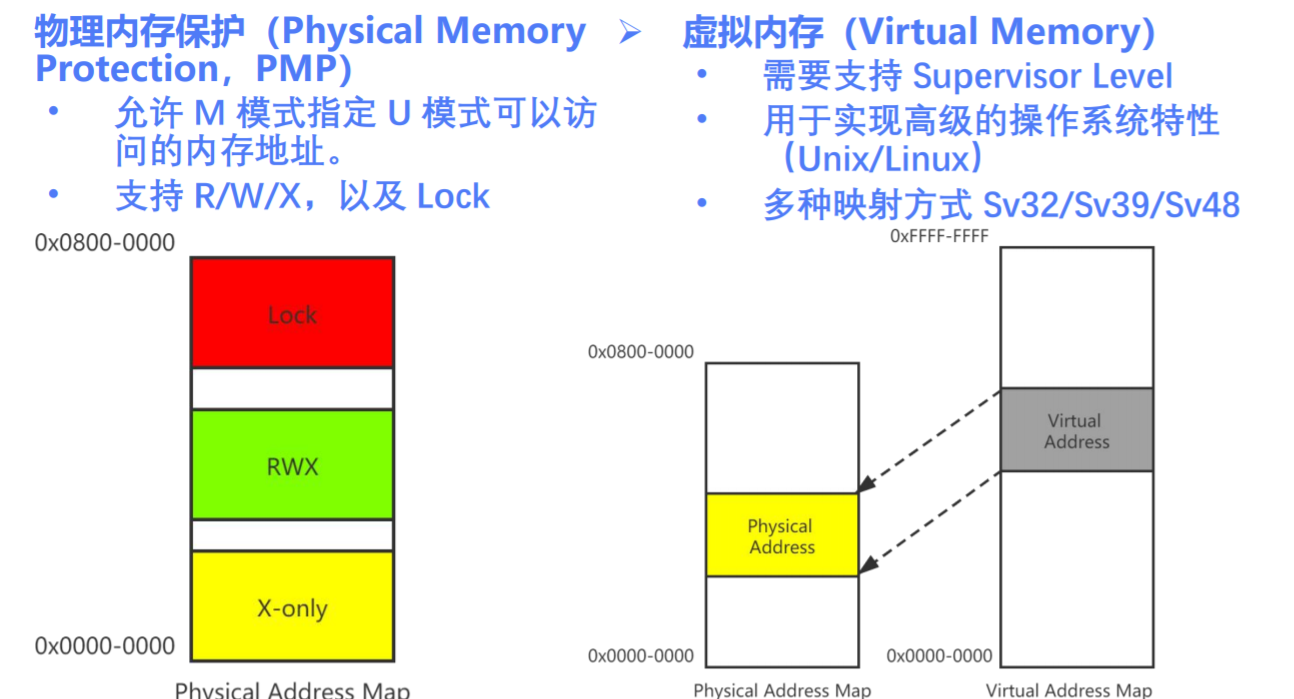 物理内存保护（Physical Memory
Protection，PMP）
• 允许 M 模式指定 U 模式可以访
问的内存地址。
• 支持 R/W/X，以及 Lock
0x0800-0000
Lock
RWX
X-only
0x0000-0000
Physical Address Map
➢ 虚拟内存（Virtual Memory）
• 需要支持 Supervisor Level
• 用于实现高级的操作系统特性
（Unix/Linux）
• 多种映射方式 Sv32/Sv39/Sv48
0x0800-0000
Physical
Address
0x0000-0000
Physical Address Map
0xFFFF-FFFF
Virtual
Address
0x0000-0000
Virtual Address Map